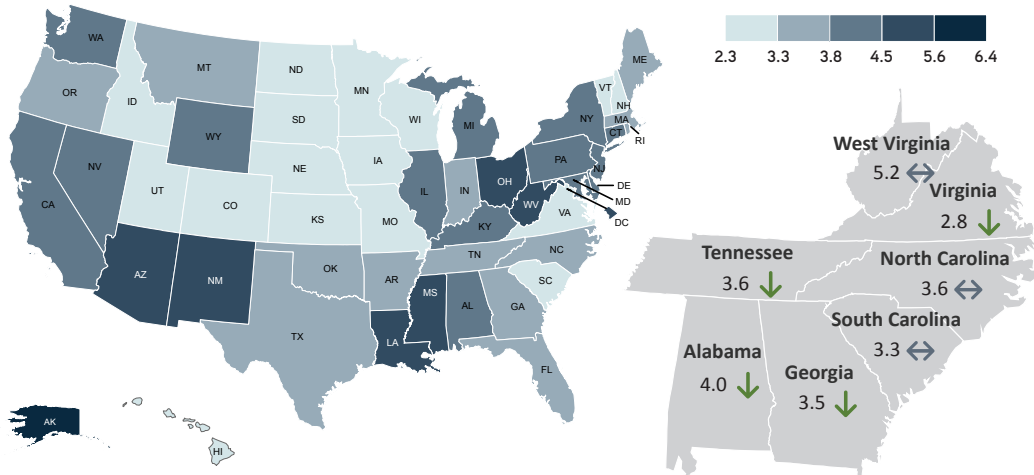 WA
MT
ND
MN
ME
OR
ID
SD
WI
MI
VT
NH
NY
MA
CT
RI
WY
NE
IA
PA
NJ
NV
UT
CO
IL
IN
OH
DE
MD
DC
CA
KS
MO
WV
VA
KY
AZ
NM
OK
AR
TN
NC
SC
MS
AL
GA
TX
LA
FL
AK
HI
2.3 3.3 3.8 4.5 5.6 6.4
West Virginia
5.2
Virginia
2.8
Tennessee
3.6
North Carolina
3.6
South Carolina
3.3
Alabama
4.0
Georgia
3.5